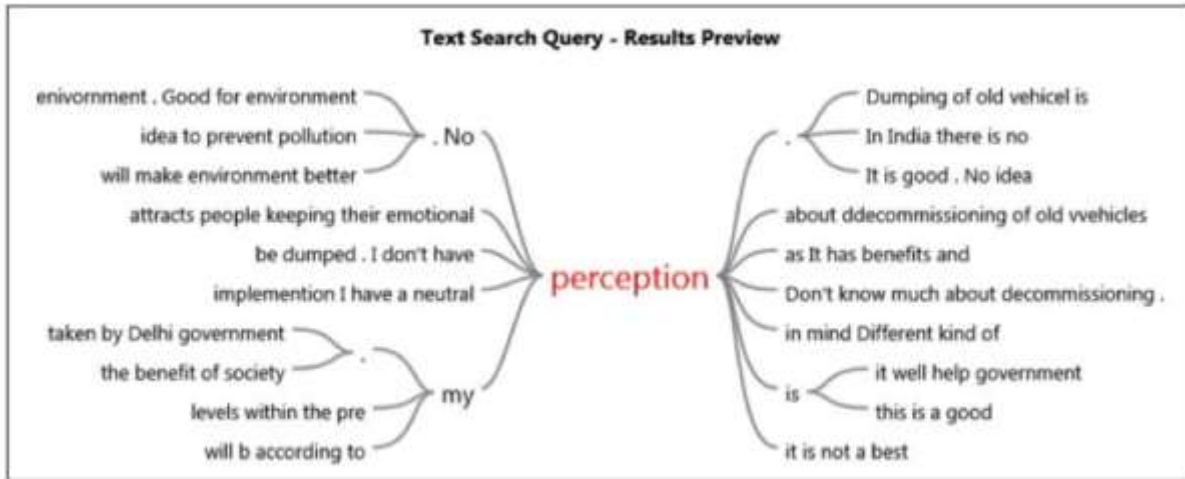 Text Search Query - Results Preview
enivornment . Good for environment
idea to prevent pollution
will make environment better
. No
attracts people keeping their emotional
be dumped . I don't have
implemention I have a neutral
taken by Delhi government
the benefit of society
.
levels within the pre
will b according to
my
perception
.
Dumping of old vehicel is
In India there is no
It is good . No idea
about ddecommissioning of old vvehicles
as It has benefits and
Don't know much about decommissioning .
in mind Different kind of
is
it well help government
this is a good
it is not a best